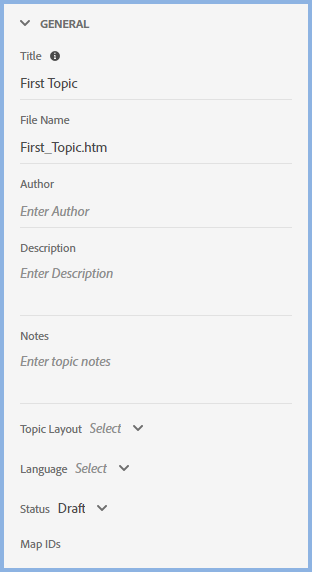 GENERAL
Title
First Topic
File Name
First_Topic.htm
Author
Enter Author
Description
Enter Description
Notes
Enter topic notes
Topic Layout Select
Language Select
Status Draft
Map IDs